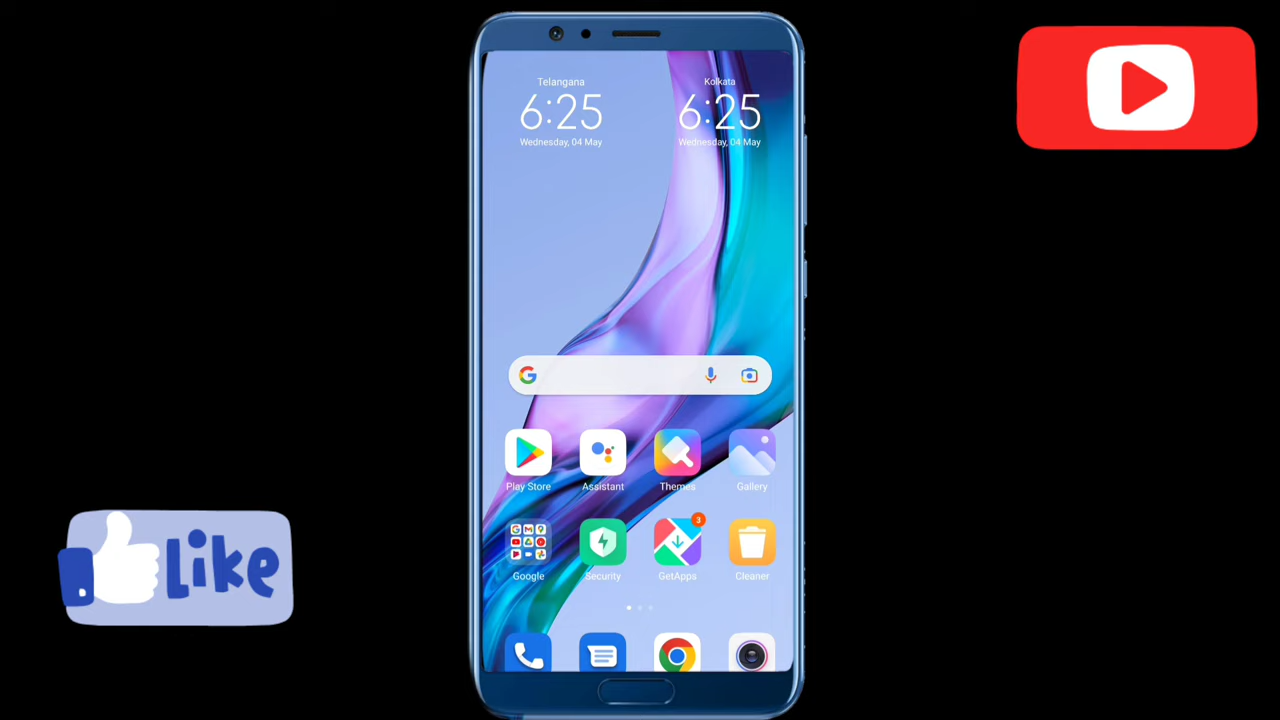 Telangana Kolkata
6:25 6:25
Wednesday, 04 May Wednesday, 04 May
Play Store Assistant Themes Gallery
3
Google Security GetApps Cleaner
Like